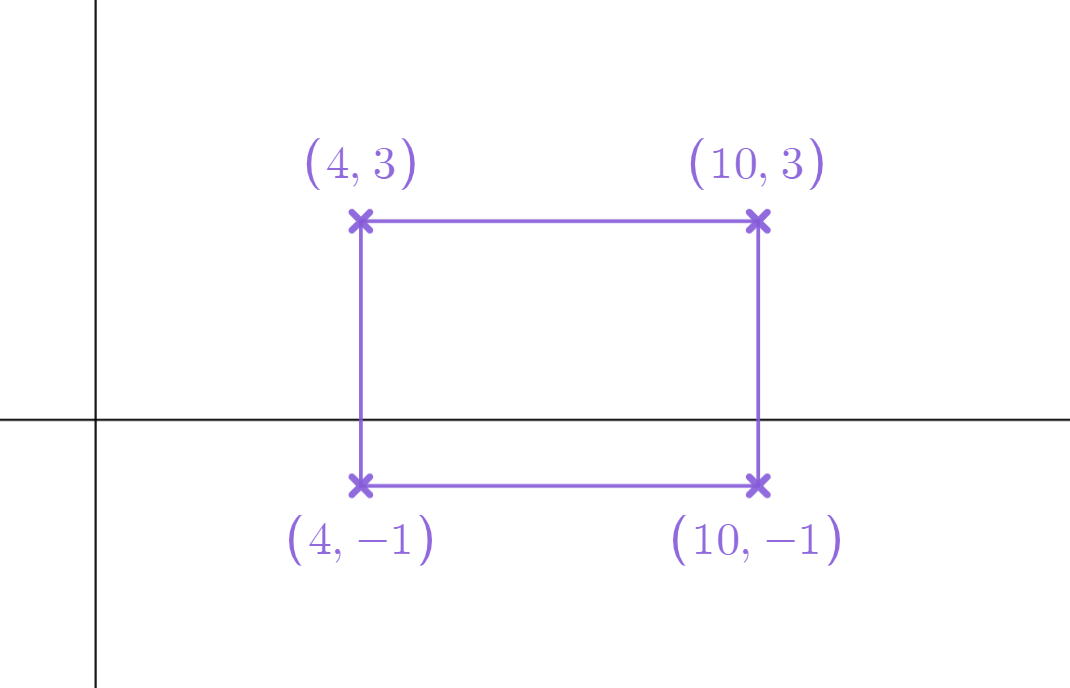 (4, 3) (10, 3)
(4, −1) (10, −1)